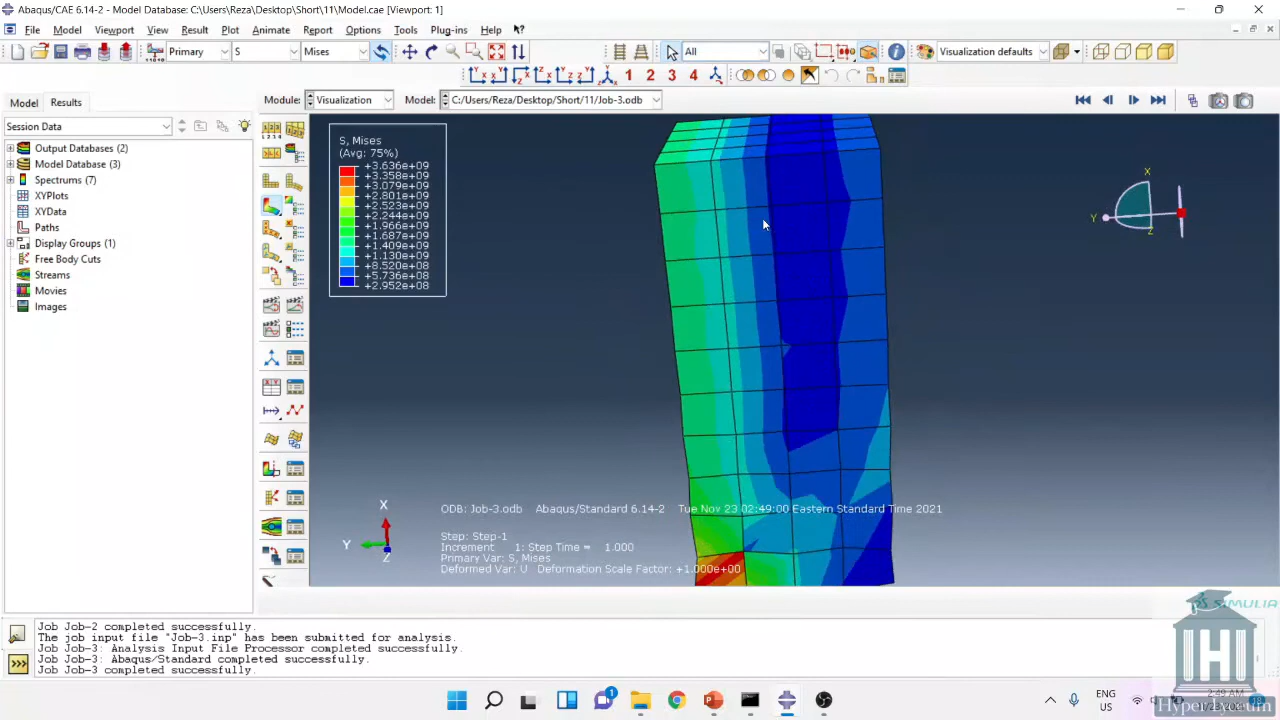 Abaqus/CAE 6.14-2 - Model Database: C:\Users\Reza\Desktop\Short\11\Model.cae [Viewport: 1]
File Model Viewport View Result Plot Animate Report Options Tools Plug-ins Help
Primary S Mises All Visualization defaults
1 2 3 4
Model Results Module: Visualization Model: C:/Users/Reza/Desktop/Short/11/Job-3.odb
Session Data
Output Databases (2)
Model Database (3)
Spectrums (7)
XYPlots
XYData
Paths
Display Groups (1)
Free Body Cuts
Streams
Movies
Images
S, Mises
(Avg: 75%)
+3.636e+09
+3.358e+09
+3.079e+09
+2.801e+09
+2.523e+09
+2.244e+09
+1.966e+09
+1.687e+09
+1.409e+09
+1.130e+09
+8.520e+08
+5.736e+08
+2.952e+08
X
Y
Z
X
Y
Z
ODB: Job-3.odb Abaqus/Standard 6.14-2 Tue Nov 23 02:49:00 Eastern Standard Time 2021
Step: Step-1
Increment 1: Step Time = 1.000
Primary Var: S, Mises
Deformed Var: U Deformation Scale Factor: +1.000e+00
SIMULIA
Job Job-2 completed successfully.
The job input file "Job-3.inp" has been submitted for analysis.
Job Job-3: Analysis Input File Processor completed successfully.
Job Job-3: Abaqus/Standard completed successfully.
Job Job-3 completed successfully.
H
1
ENG
US
2:49 AM